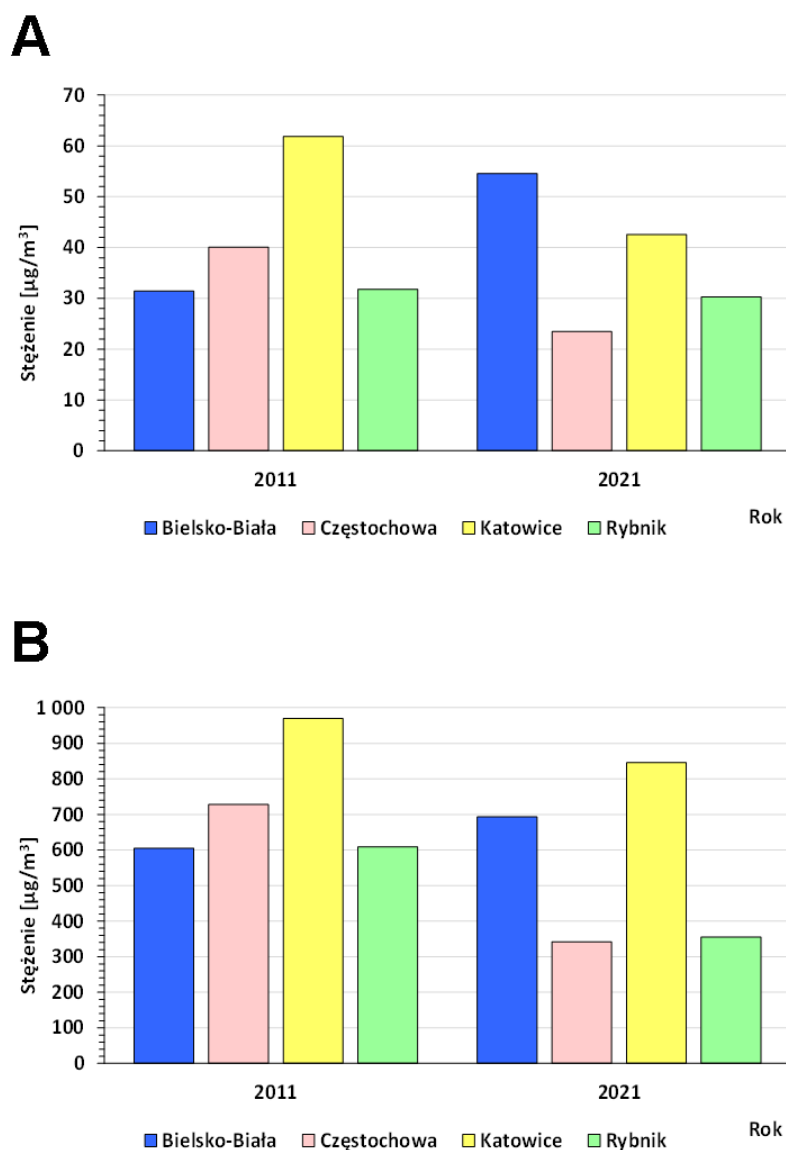 A
70
60
50
40
30
20
10
0
Stężenie [µg/m³]
2011 2021
Rok
Bielsko-Biała Częstochowa Katowice Rybnik
B
1 000
900
800
700
600
500
400
300
200
100
0
Stężenie [µg/m³]
2011 2021
Rok
Bielsko-Biała Częstochowa Katowice Rybnik